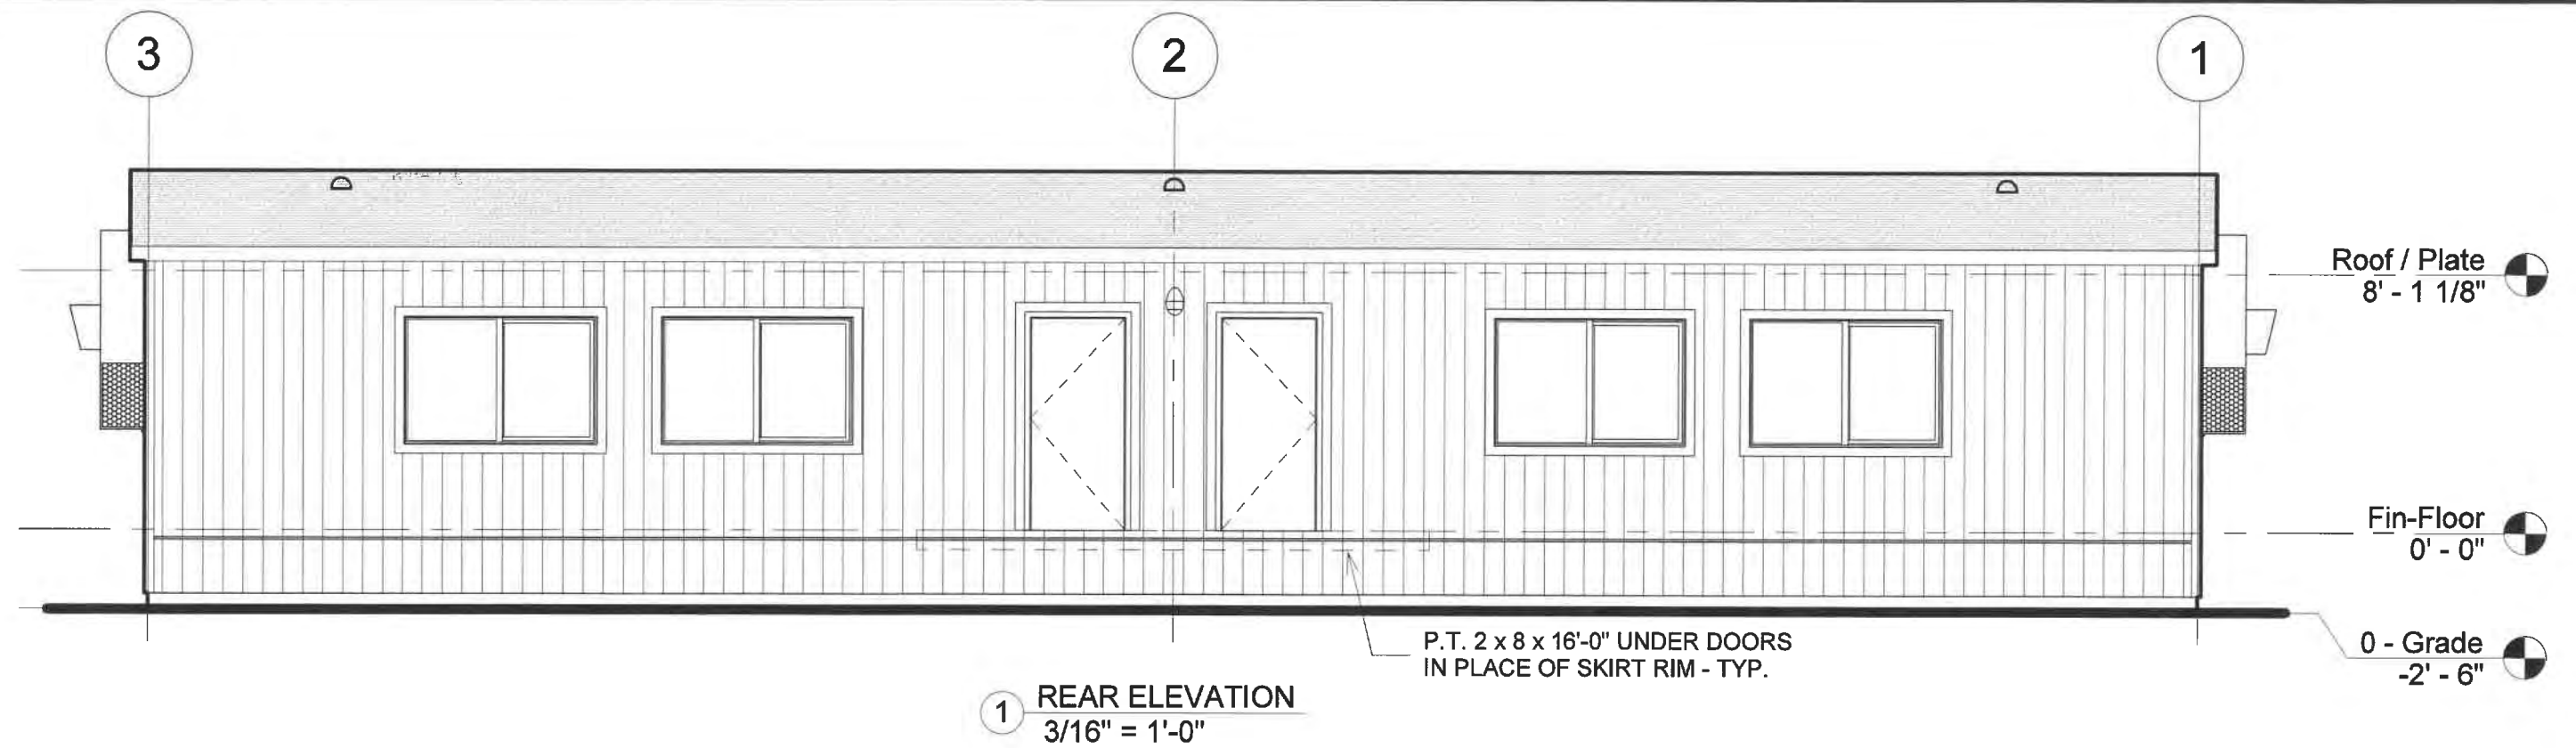 3
2
1
Roof / Plate
8' - 1 1/8"
Fin-Floor
0' - 0"
P.T. 2 x 8 x 16'-0" UNDER DOORS
IN PLACE OF SKIRT RIM - TYP.
0 - Grade
-2' - 6"
1
REAR ELEVATION
3/16" = 1'-0"